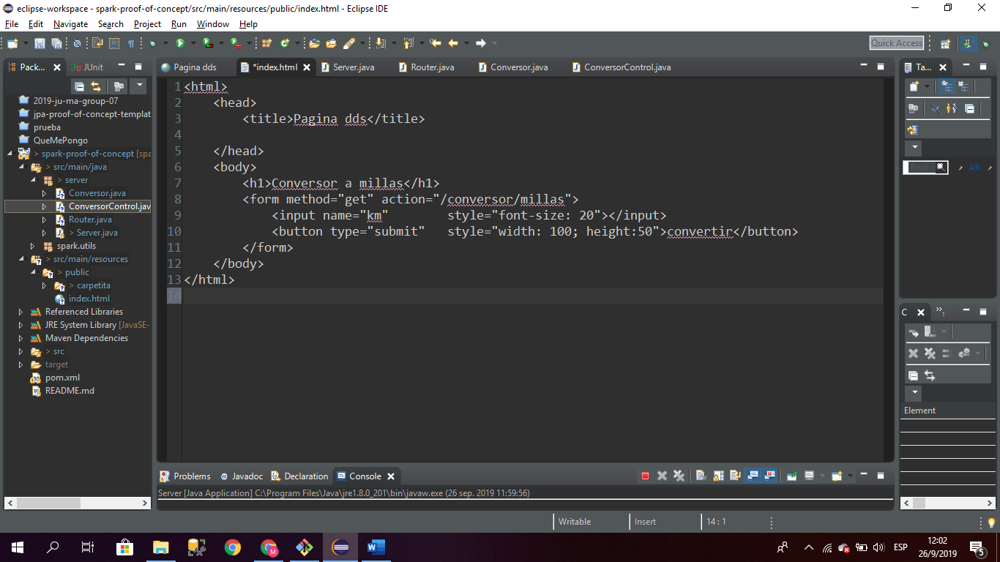 eclipse-workspace - spark-proof-of-concept/src/main/resources/public/index.html - Eclipse IDE
File Edit Navigate Search Project Run Window Help
Quick Access
Pack... JUnit
Pagina dds *index.html Server.java Router.java Conversor.java ConversorControl.java
Ta...
2019-ju-ma-group-07
jpa-proof-of-concept-templat
prueba
QueMePongo
> spark-proof-of-concept [spa
> src/main/java
> server
Conversor.java
ConversorControl.jav
Router.java
> Server.java
spark.utils
> src/main/resources
> public
> carpetita
index.html
Referenced Libraries
JRE System Library [JavaSE-
Maven Dependencies
> src
target
pom.xml
README.md
1 <html>
2 <head>
3 <title>Pagina dds</title>
4
5 </head>
6 <body>
7 <h1>Conversor a millas</h1>
8 <form method="get" action="/conversor/millas">
9 <input name="km" style="font-size: 20"></input>
10 <button type="submit" style="width: 100; height:50">convertir</button>
11 </form>
12 </body>
13 </html>
14
Find All
C »1
Element
Problems Javadoc Declaration Console
Server [Java Application] C:\Program Files\Java\jre1.8.0_201\bin\javaw.exe (26 sep. 2019 11:59:56)
Writable Insert 14 : 1
ESP
12:02
26/9/2019
5